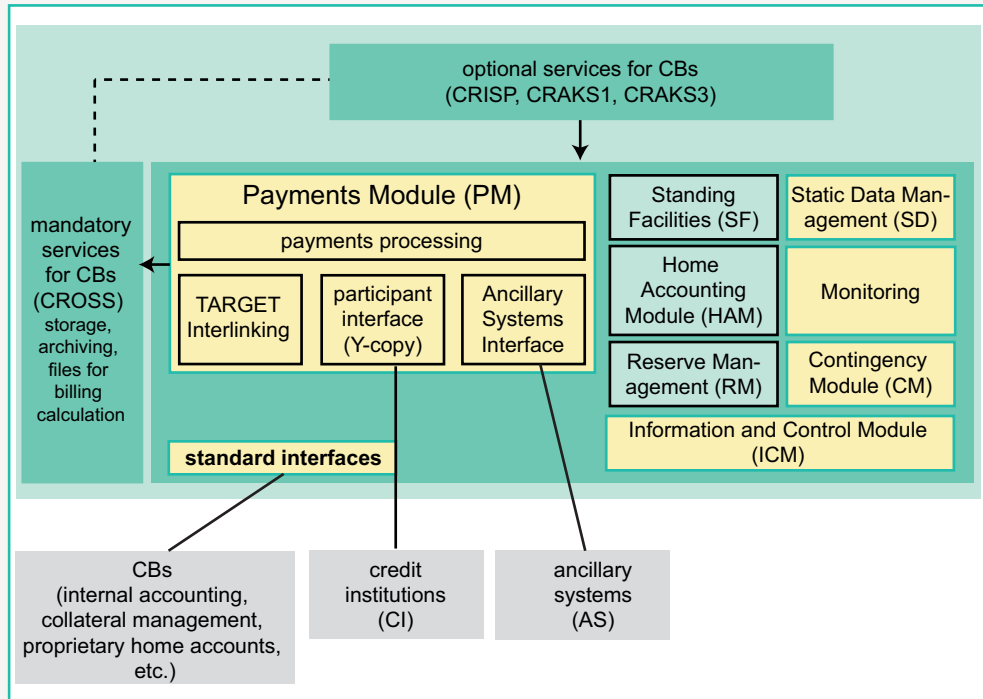 optional services for CBs
(CRISP, CRAKS1, CRAKS3)
mandatory
services
for CBs
(CROSS)
storage,
archiving,
files for
billing
calculation
Payments Module (PM)
payments processing
TARGET
Interlinking
participant
interface
(Y-copy)
Ancillary
Systems
Interface
Standing
Facilities (SF)
Static Data Man-
agement (SD)
Home
Accounting
Module (HAM)
Monitoring
Reserve Man-
agement (RM)
Contingency
Module (CM)
Information and Control Module
(ICM)
standard interfaces
CBs
(internal accounting,
collateral management,
proprietary home accounts,
etc.)
credit
institutions
(CI)
ancillary
systems
(AS)